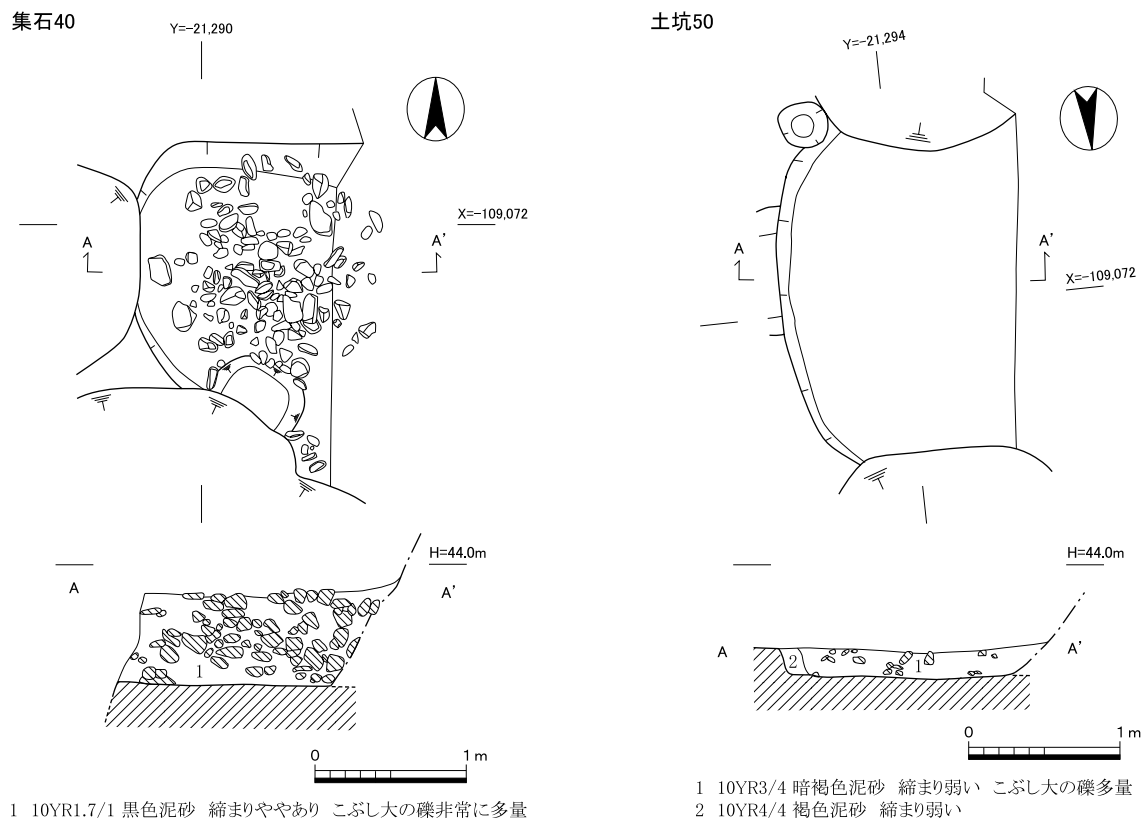 集石40
Y=-21,290
X=-109,072
A
A'
H=44.0m
A
A'
1
0
1 m
1 10YR1.7/1 黒色泥砂 締まりややあり こぶし大の礫非常に多量
土坑50
Y=-21,294
A
A'
X=-109,072
H=44.0m
A
A'
2
1
0
1 m
1 10YR3/4 暗褐色泥砂 締まり弱い こぶし大の礫多量
2 10YR4/4 褐色泥砂 締まり弱い